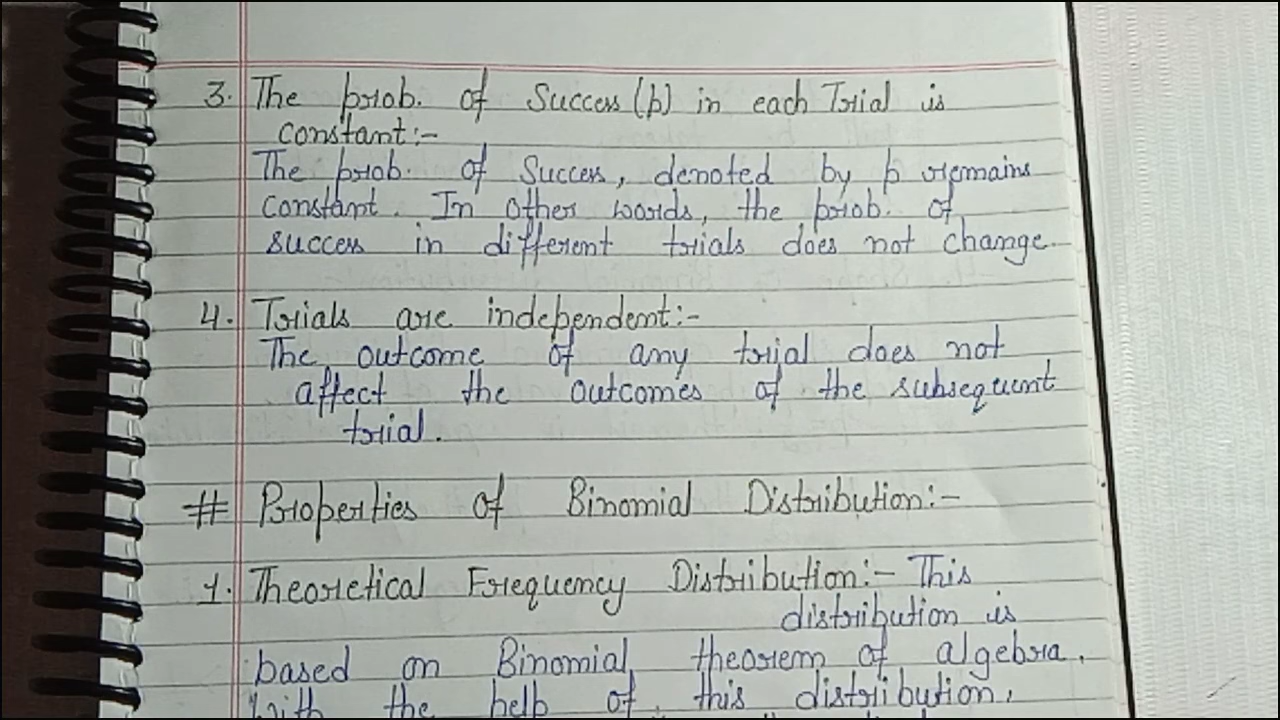 3. The prob. of Success (p) in each Trial is
constant:-
The prob. of Success, denoted by p remains
constant. In other words, the prob. of
success in different trials does not change.
4. Trials are independent:-
The outcome of any trial does not
affect the outcomes of the subsequent
trial.
# Properties of Binomial Distribution:-
1. Theoretical Frequency Distribution:- This
distribution is
based on Binomial theorem of algebra.
With the help of this distribution,